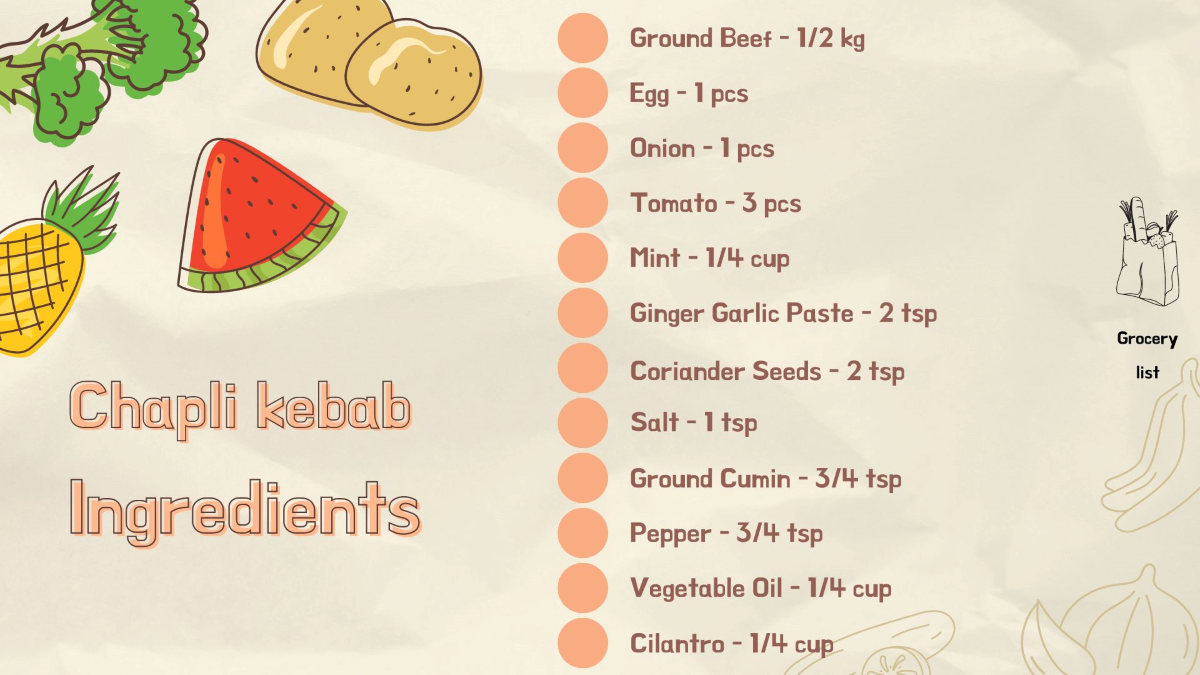 Chapli kebab
Ingredients
Ground Beef - 1/2 kg
Egg - 1 pcs
Onion - 1 pcs
Tomato - 3 pcs
Mint - 1/4 cup
Ginger Garlic Paste - 2 tsp
Coriander Seeds - 2 tsp
Salt - 1 tsp
Ground Cumin - 3/4 tsp
Pepper - 3/4 tsp
Vegetable Oil - 1/4 cup
Cilantro - 1/4 cup
Grocery
list